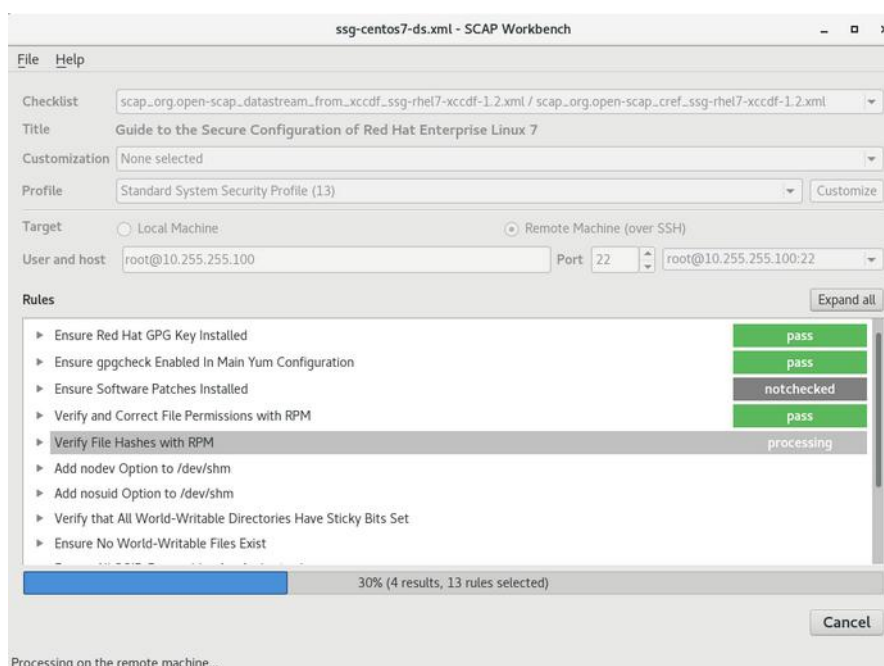 ssg-centos7-ds.xml - SCAP Workbench
File Help
Checklist scap_org.open-scap_datastream_from_xccdf_ssg-rhel7-xccdf-1.2.xml / scap_org.open-scap_cref_ssg-rhel7-xccdf-1.2.xml
Title Guide to the Secure Configuration of Red Hat Enterprise Linux 7
Customization None selected
Profile Standard System Security Profile (13) Customize
Target Local Machine Remote Machine (over SSH)
User and host root@10.255.255.100 Port 22 root@10.255.255.100:22
Rules Expand all
Ensure Red Hat GPG Key Installed pass
Ensure gpgcheck Enabled In Main Yum Configuration pass
Ensure Software Patches Installed notchecked
Verify and Correct File Permissions with RPM pass
Verify File Hashes with RPM processing
Add nodev Option to /dev/shm
Add nosuid Option to /dev/shm
Verify that All World-Writable Directories Have Sticky Bits Set
Ensure No World-Writable Files Exist
30% (4 results, 13 rules selected)
Cancel
Processing on the remote machine...